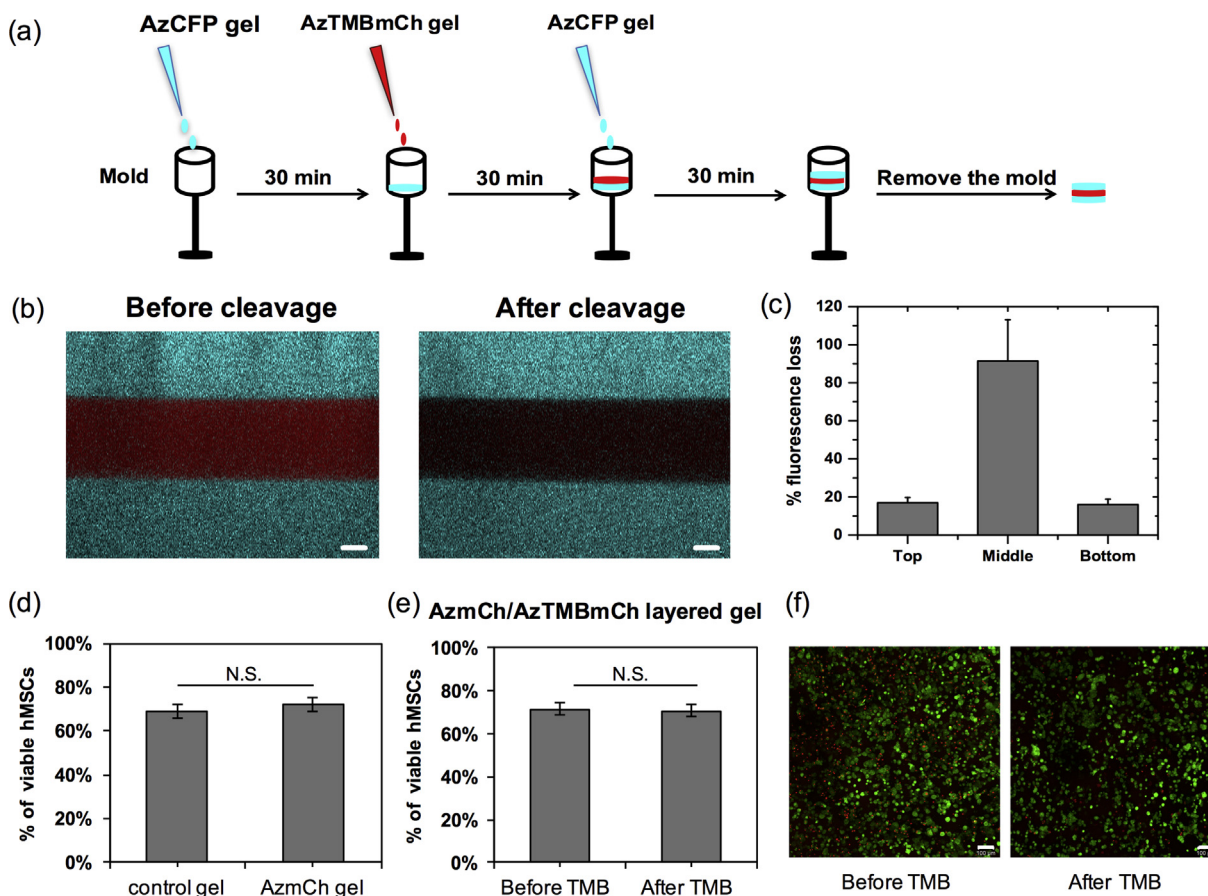 (a)
AzCFP gel
AzTMBmCh gel
AzCFP gel
Mold
30 min
30 min
30 min
Remove the mold
(b)
Before cleavage
After cleavage
(c)
% fluorescence loss
120
100
80
60
40
20
0
Top
Middle
Bottom
(d)
% of viable hMSCs
100%
80%
60%
40%
20%
0%
N.S.
control gel
AzmCh gel
(e)
AzmCh/AzTMBmCh layered gel
% of viable hMSCs
100%
80%
60%
40%
20%
0%
N.S.
Before TMB
After TMB
(f)
100 µm
100
Before TMB
After TMB